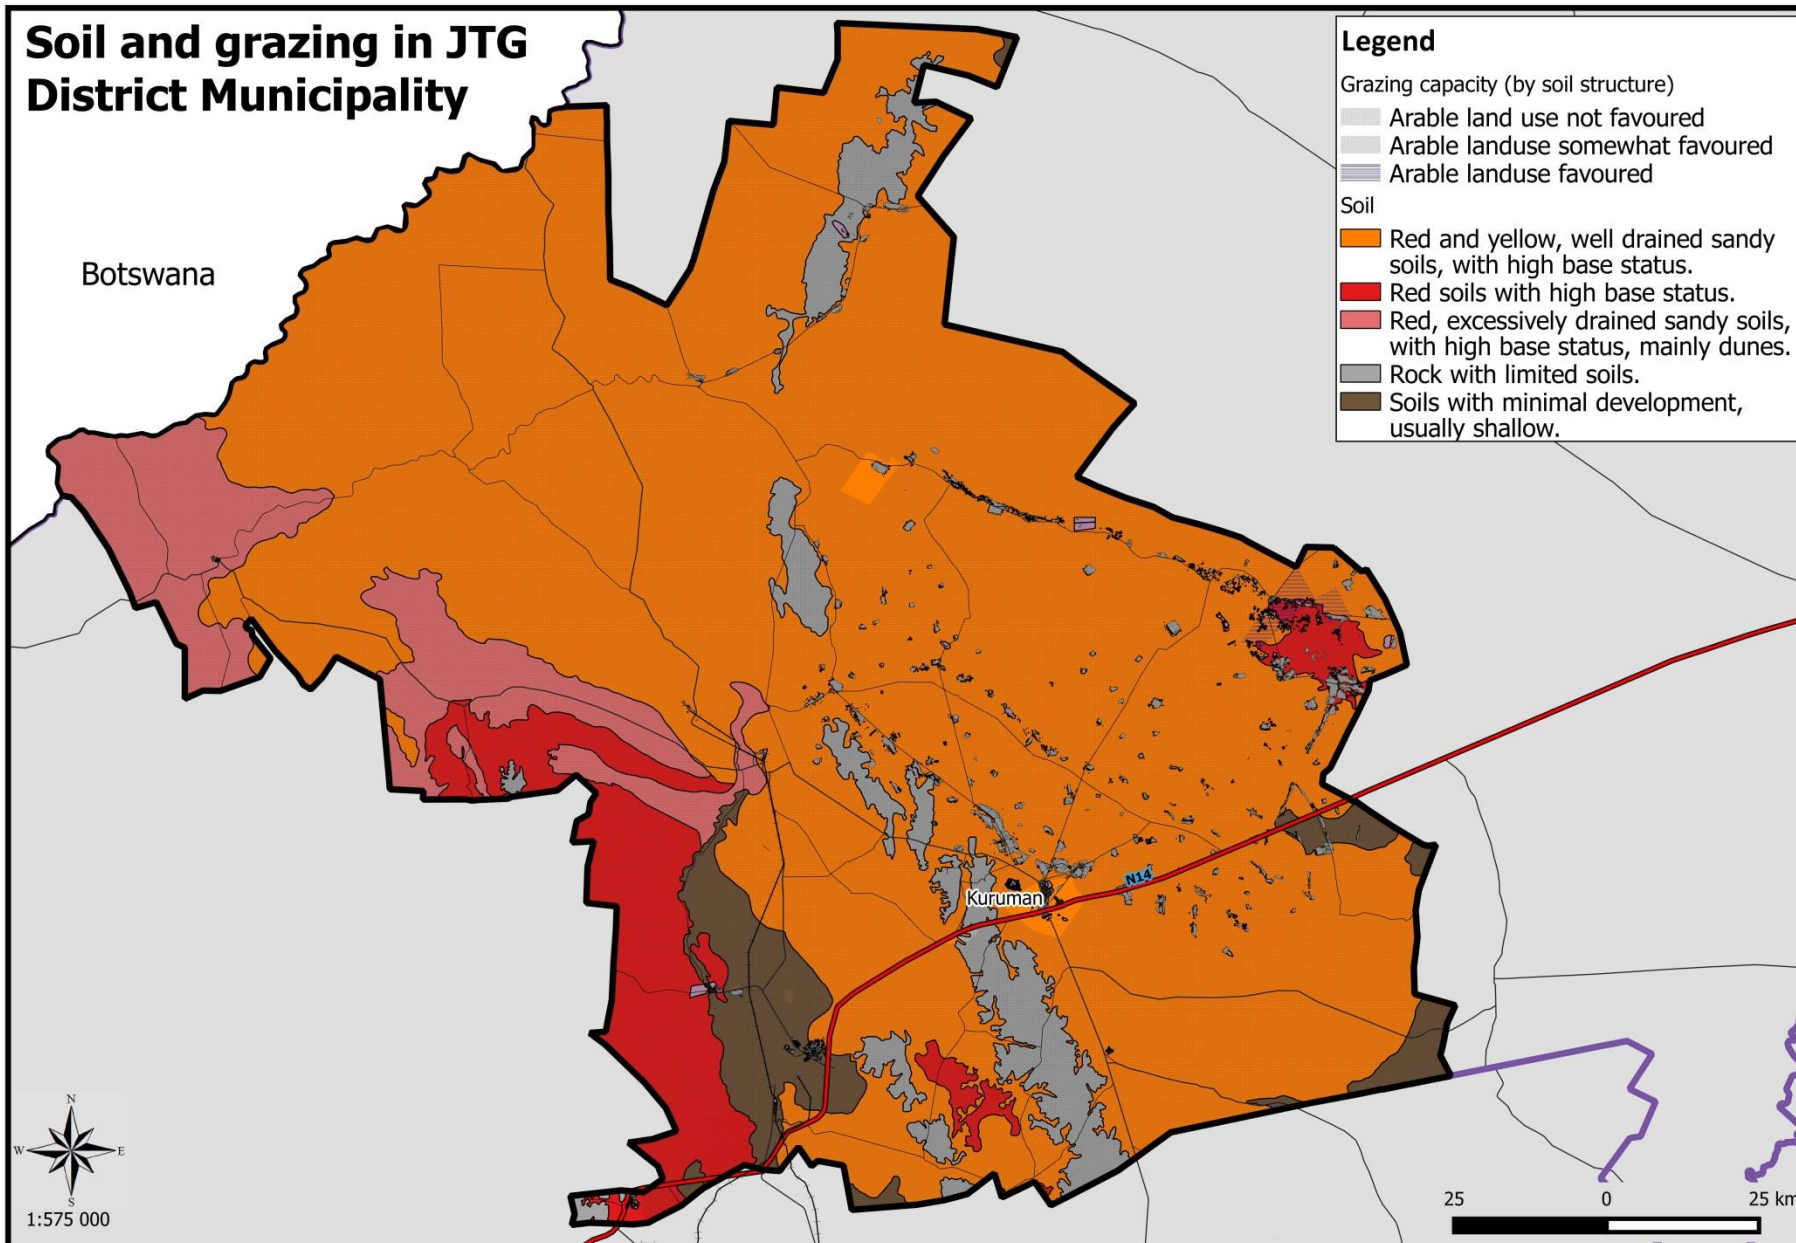 Soil and grazing in JTG
District Municipality
Botswana
Legend
Grazing capacity (by soil structure)
Arable land use not favoured
Arable landuse somewhat favoured
Arable landuse favoured
Soil
Red and yellow, well drained sandy
soils, with high base status.
Red soils with high base status.
Red, excessively drained sandy soils,
with high base status, mainly dunes.
Rock with limited soils.
Soils with minimal development,
usually shallow.
N14
Kuruman
N
W E
S
1:575 000
25 0 25 km